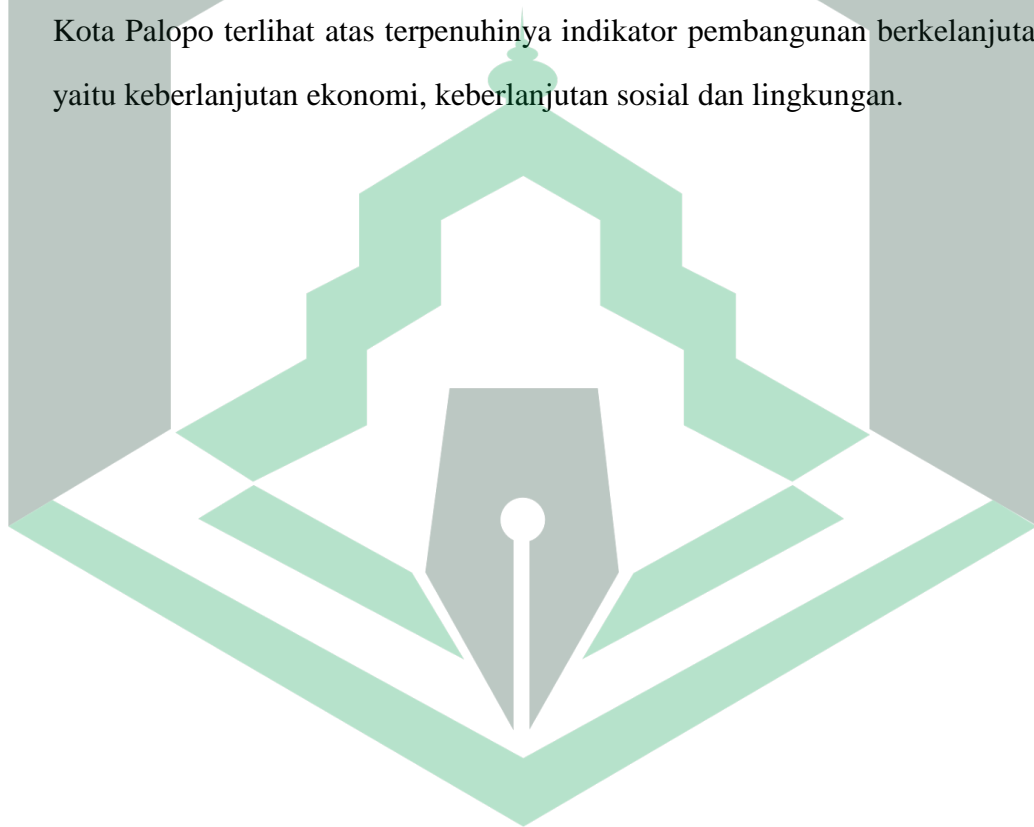 Kota Palopo terlihat atas terpenuhinya indikator pembangunan berkelanjuta
yaitu keberlanjutan ekonomi, keberlanjutan sosial dan lingkungan.